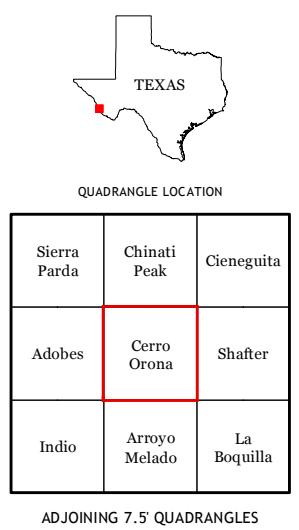 TEXAS
QUADRANGLE LOCATION
Sierra
Parda
Chinati
Peak
Cieneguita
Adobes
Cerro
Orona
Shafter
Indio
Arroyo
Melado
La
Boquilla
ADJOINING 7.5' QUADRANGLES